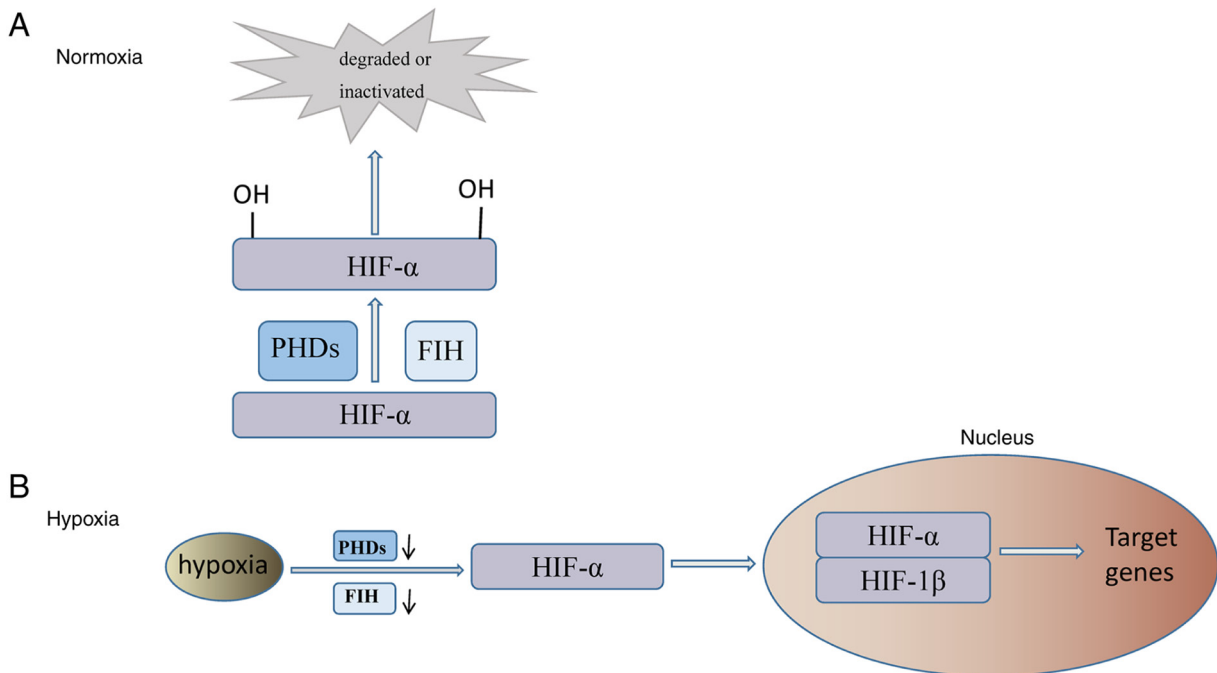 A
Normoxia
degraded or
inactivated
OH
OH
HIF-α
PHDs
FIH
HIF-α
B
Hypoxia
Nucleus
hypoxia
PHDs
FIH
HIF-α
HIF-α
HIF-1β
Target
genes